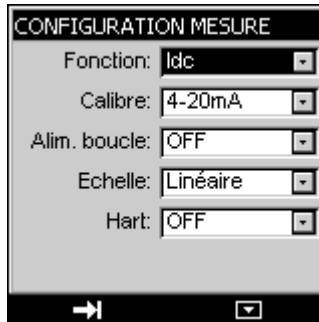 CONFIGURATION MESURE
Fonction: Idc
Calibre: 4-20mA
Alim. boucle: OFF
Echelle: Linéaire
Hart: OFF